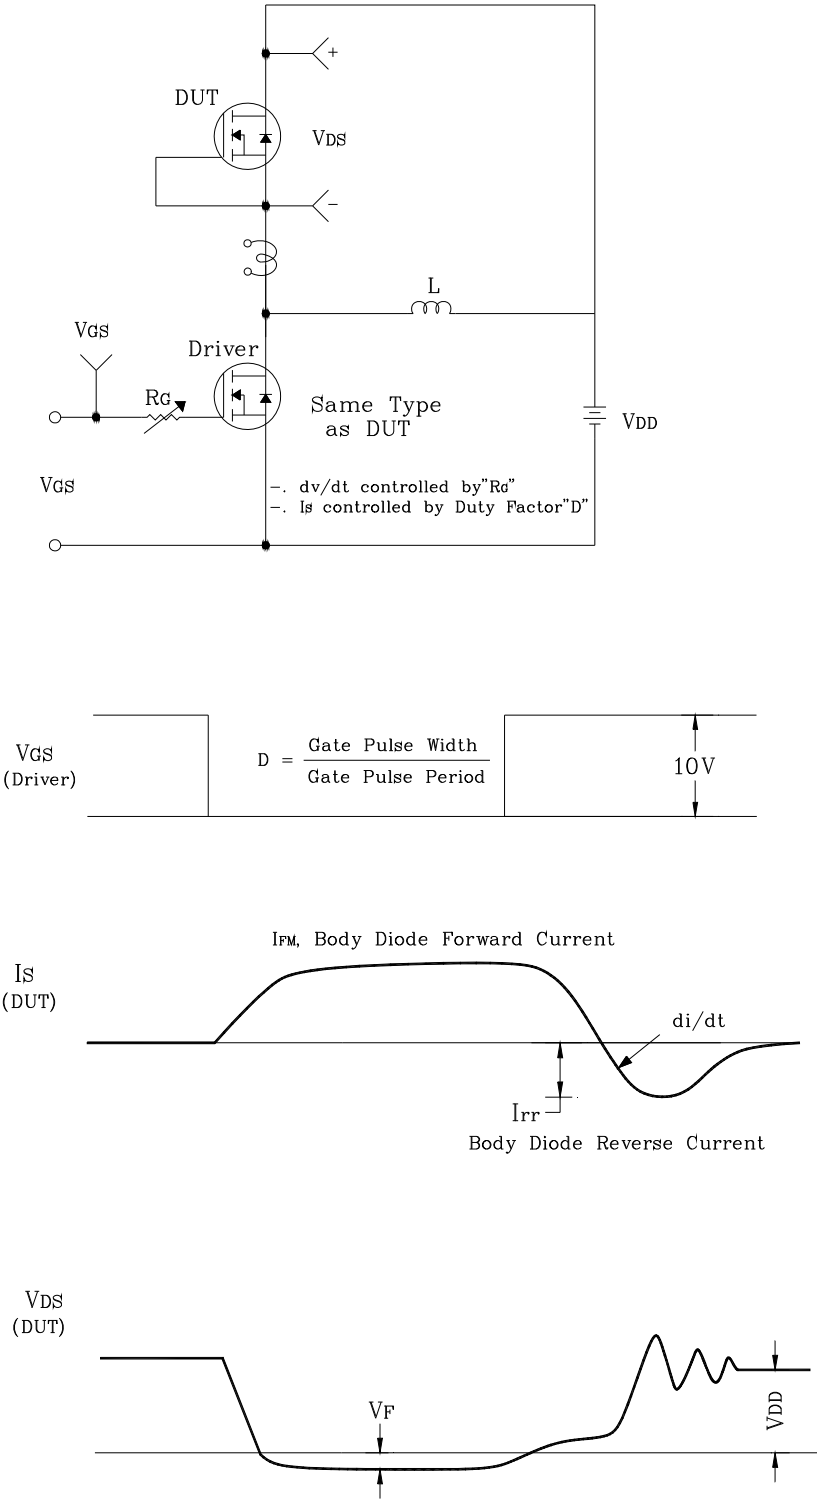 +
DUT
VDS
-
L
VGS
Driver
RG
Same Type
as DUT
VDD
VGS
-. dv/dt controlled by"RG"
-. Is controlled by Duty Factor"D"
VGS
(Driver)
D = Gate Pulse Width
Gate Pulse Period
10V
IFM, Body Diode Forward Current
IS
(DUT)
di/dt
Irr
Body Diode Reverse Current
VDS
(DUT)
VF
VDD